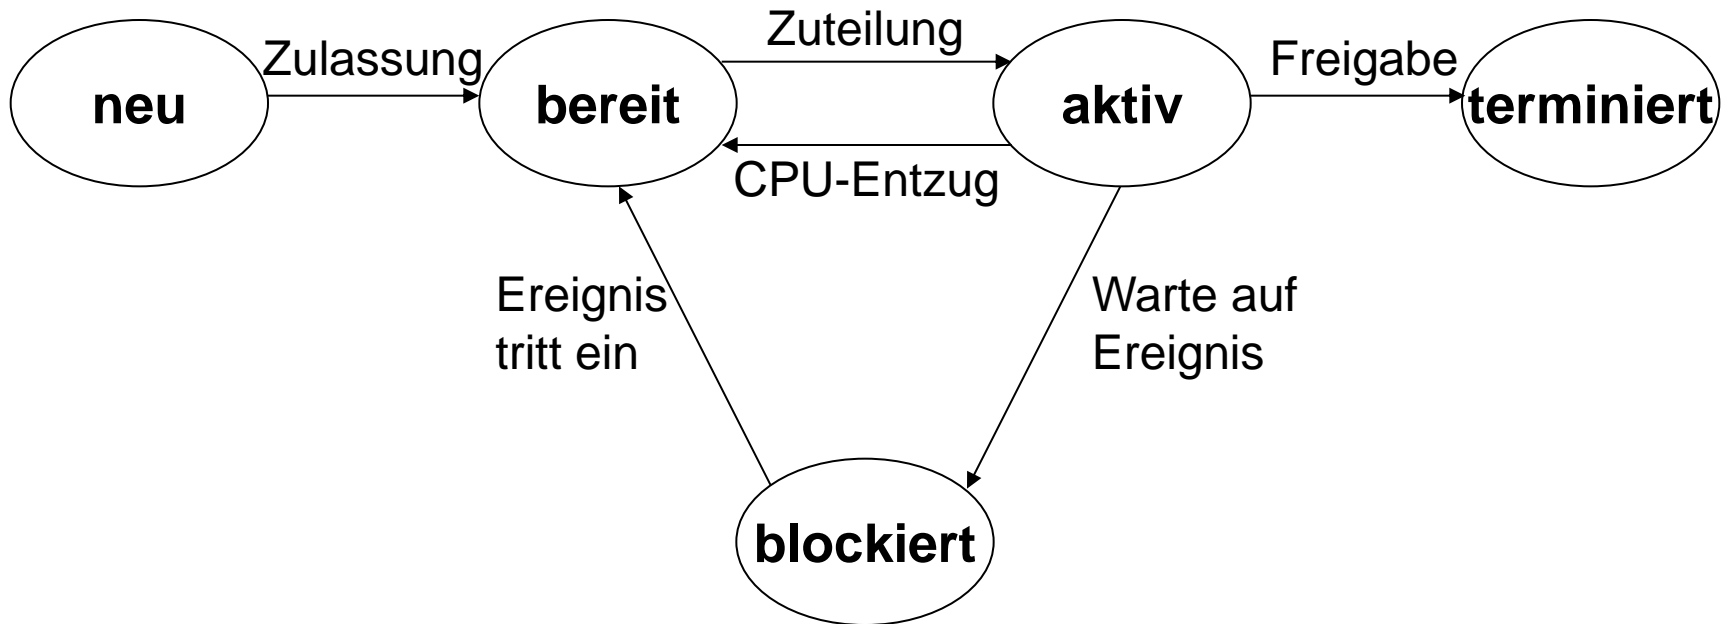 Zuteilung
Zulassung
Freigabe
neu
bereit
aktiv
terminiert
CPU-Entzug
Ereignis
tritt ein
Warte auf
Ereignis
blockiert